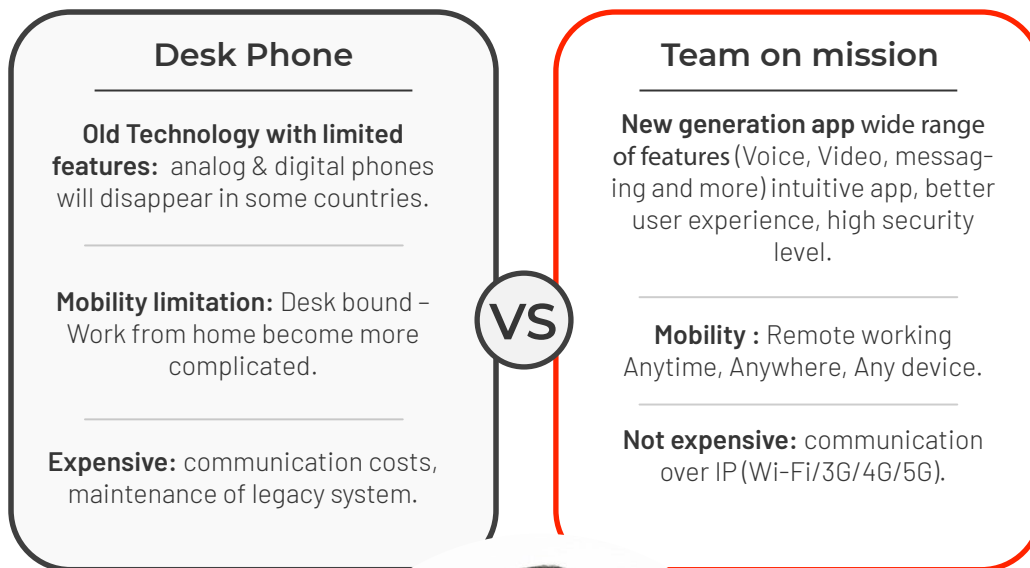 Desk Phone
Old Technology with limited
features: analog & digital phones
will disappear in some countries.
Mobility limitation: Desk bound –
Work from home become more
complicated.
Expensive: communication costs,
maintenance of legacy system.
VS
Team on mission
New generation app wide range
of features (Voice, Video, messag-
ing and more) intuitive app, better
user experience, high security
level.
Mobility : Remote working
Anytime, Anywhere, Any device.
Not expensive: communication
over IP (Wi-Fi/3G/4G/5G).